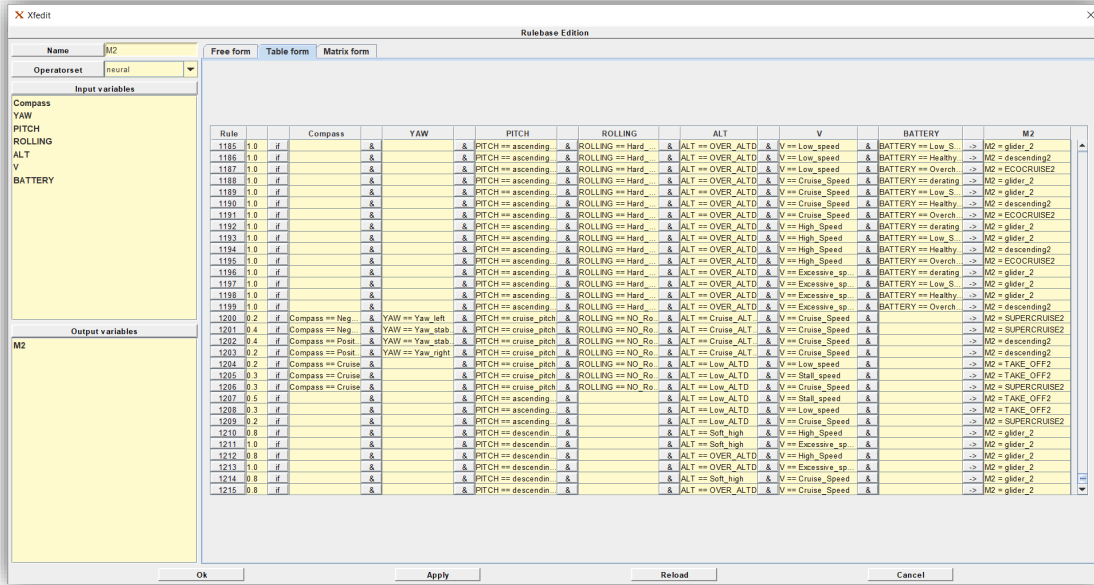 Xfedit
Rulebase Edition
Name M2
Operatorset neural
Input variables
Compass
YAW
PITCH
ROLLING
ALT
V
BATTERY
Output variables
M2
Free form Table form Matrix form
Rule Compass YAW PITCH ROLLING ALT V BATTERY M2
1185 1.0 if & & PITCH == ascending... & ROLLING == Hard_... & ALT == OVER_ALTD & V == Low_speed & BATTERY == Low_S... -> M2 = glider_2
1186 1.0 if & & PITCH == ascending... & ROLLING == Hard_... & ALT == OVER_ALTD & V == Low_speed & BATTERY == Healthy... -> M2 = descending2
1187 1.0 if & & PITCH == ascending... & ROLLING == Hard_... & ALT == OVER_ALTD & V == Low_speed & BATTERY == Overch... -> M2 = ECOCRUISE2
1188 1.0 if & & PITCH == ascending... & ROLLING == Hard_... & ALT == OVER_ALTD & V == Cruise_Speed & BATTERY == derating -> M2 = glider_2
1189 1.0 if & & PITCH == ascending... & ROLLING == Hard_... & ALT == OVER_ALTD & V == Cruise_Speed & BATTERY == Low_S... -> M2 = glider_2
1190 1.0 if & & PITCH == ascending... & ROLLING == Hard_... & ALT == OVER_ALTD & V == Cruise_Speed & BATTERY == Healthy... -> M2 = descending2
1191 1.0 if & & PITCH == ascending... & ROLLING == Hard_... & ALT == OVER_ALTD & V == Cruise_Speed & BATTERY == Overch... -> M2 = ECOCRUISE2
1192 1.0 if & & PITCH == ascending... & ROLLING == Hard_... & ALT == OVER_ALTD & V == High_Speed & BATTERY == derating -> M2 = glider_2
1193 1.0 if & & PITCH == ascending... & ROLLING == Hard_... & ALT == OVER_ALTD & V == High_Speed & BATTERY == Low_S... -> M2 = glider_2
1194 1.0 if & & PITCH == ascending... & ROLLING == Hard_... & ALT == OVER_ALTD & V == High_Speed & BATTERY == Healthy... -> M2 = descending2
1195 1.0 if & & PITCH == ascending... & ROLLING == Hard_... & ALT == OVER_ALTD & V == High_Speed & BATTERY == Overch... -> M2 = ECOCRUISE2
1196 1.0 if & & PITCH == ascending... & ROLLING == Hard_... & ALT == OVER_ALTD & V == Excessive_sp... & BATTERY == derating -> M2 = glider_2
1197 1.0 if & & PITCH == ascending... & ROLLING == Hard_... & ALT == OVER_ALTD & V == Excessive_sp... & BATTERY == Low_S... -> M2 = glider_2
1198 1.0 if & & PITCH == ascending... & ROLLING == Hard_... & ALT == OVER_ALTD & V == Excessive_sp... & BATTERY == Healthy... -> M2 = glider_2
1199 1.0 if & & PITCH == ascending... & ROLLING == Hard_... & ALT == OVER_ALTD & V == Excessive_sp... & BATTERY == Overch... -> M2 = descending2
1200 0.2 if Compass == Neg... & YAW == Yaw_left & PITCH == cruise_pitch & ROLLING == NO_Ro... & ALT == Cruise_ALT... & V == Cruise_Speed & -> M2 = SUPERCRUISE2
1201 0.4 if Compass == Neg... & YAW == Yaw_stab... & PITCH == cruise_pitch & ROLLING == NO_Ro... & ALT == Cruise_ALT... & V == Cruise_Speed & -> M2 = SUPERCRUISE2
1202 0.4 if Compass == Posit... & YAW == Yaw_stab... & PITCH == cruise_pitch & ROLLING == NO_Ro... & ALT == Cruise_ALT... & V == Cruise_Speed & -> M2 = descending2
1203 0.2 if Compass == Posit... & YAW == Yaw_right & PITCH == cruise_pitch & ROLLING == NO_Ro... & ALT == Cruise_ALT... & V == Cruise_Speed & -> M2 = descending2
1204 0.2 if Compass == Cruise & & PITCH == cruise_pitch & ROLLING == NO_Ro... & ALT == Low_ALTD & V == Low_speed & -> M2 = TAKE_OFF2
1205 0.3 if Compass == Cruise & & PITCH == cruise_pitch & ROLLING == NO_Ro... & ALT == Low_ALTD & V == Stall_speed & -> M2 = TAKE_OFF2
1206 0.3 if Compass == Cruise & & PITCH == cruise_pitch & ROLLING == NO_Ro... & ALT == Low_ALTD & V == Cruise_Speed & -> M2 = SUPERCRUISE2
1207 0.5 if & & PITCH == ascending... & & ALT == Low_ALTD & V == Stall_speed & -> M2 = TAKE_OFF2
1208 0.3 if & & PITCH == ascending... & & ALT == Low_ALTD & V == Low_speed & -> M2 = TAKE_OFF2
1209 0.2 if & & PITCH == ascending... & & ALT == Low_ALTD & V == Cruise_Speed & -> M2 = SUPERCRUISE2
1210 0.8 if & & PITCH == descendin... & & ALT == Soft_high & V == High_Speed & -> M2 = glider_2
1211 1.0 if & & PITCH == descendin... & & ALT == Soft_high & V == Excessive_sp... & -> M2 = glider_2
1212 0.8 if & & PITCH == descendin... & & ALT == OVER_ALTD & V == High_Speed & -> M2 = glider_2
1213 1.0 if & & PITCH == descendin... & & ALT == OVER_ALTD & V == Excessive_sp... & -> M2 = glider_2
1214 0.8 if & & PITCH == descendin... & & ALT == Soft_high & V == Cruise_Speed & -> M2 = glider_2
1215 0.8 if & & PITCH == descendin... & & ALT == OVER_ALTD & V == Cruise_Speed & -> M2 = glider_2
Ok Apply Reload Cancel